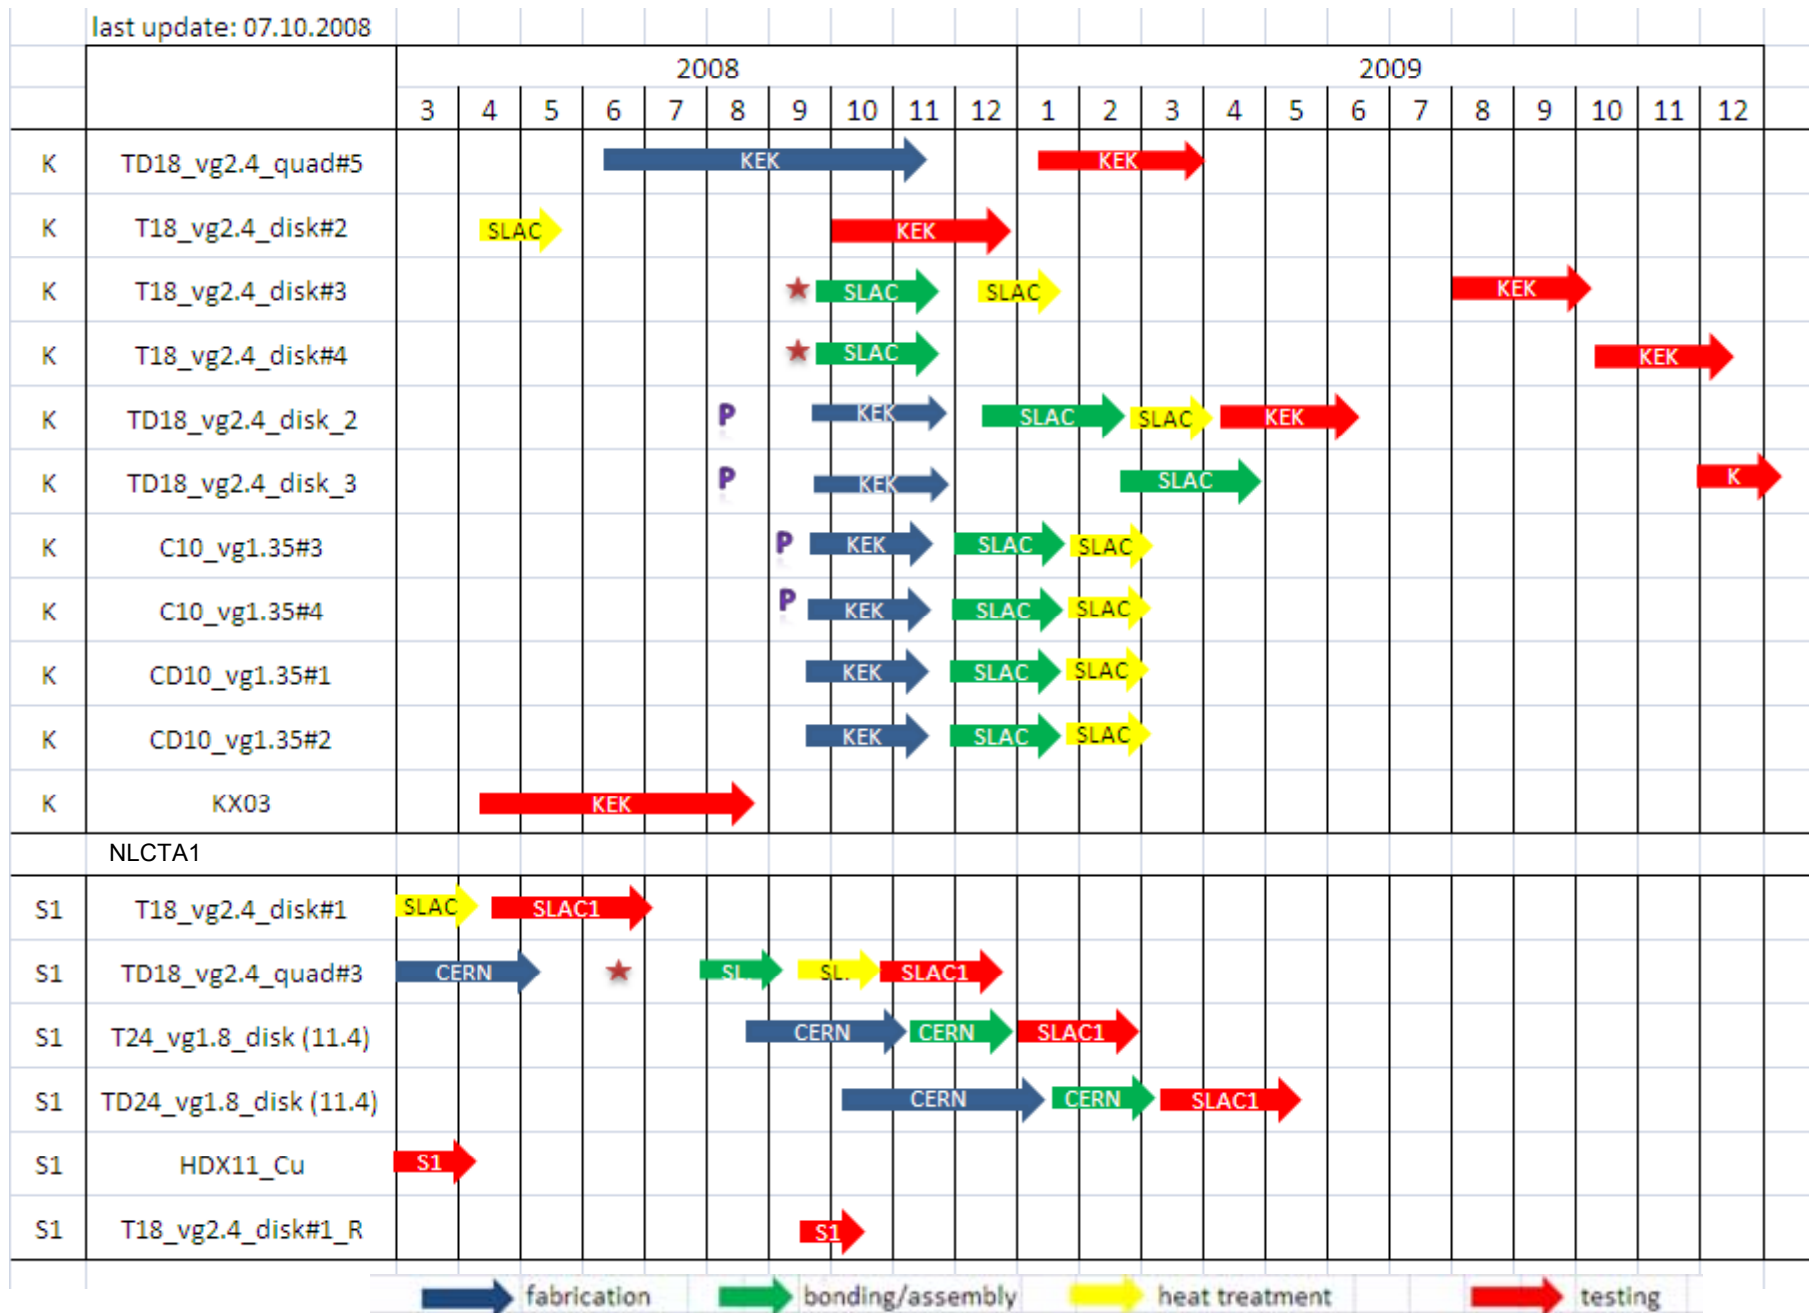 last update: 07.10.2008
2008 2009
3 4 5 6 7 8 9 10 11 12 1 2 3 4 5 6 7 8 9 10 11 12
K TD18_vg2.4_quad#5 KEK KEK
K T18_vg2.4_disk#2 SLAC KEK
K T18_vg2.4_disk#3 SLAC SLAC KEK
K T18_vg2.4_disk#4 SLAC KEK
K TD18_vg2.4_disk_2 P KEK SLAC SLAC KEK
K TD18_vg2.4_disk_3 P KEK SLAC K
K C10_vg1.35#3 P KEK SLAC SLAC
K C10_vg1.35#4 P KEK SLAC SLAC
K CD10_vg1.35#1 KEK SLAC SLAC
K CD10_vg1.35#2 KEK SLAC SLAC
K KX03 KEK
NLCTA1
S1 T18_vg2.4_disk#1 SLAC SLAC1
S1 TD18_vg2.4_quad#3 CERN SL. SL. SLAC1
S1 T24_vg1.8_disk (11.4) CERN CERN SLAC1
S1 TD24_vg1.8_disk (11.4) CERN CERN SLAC1
S1 HDX11_Cu S1
S1 T18_vg2.4_disk#1_R S1
fabrication bonding/assembly heat treatment testing